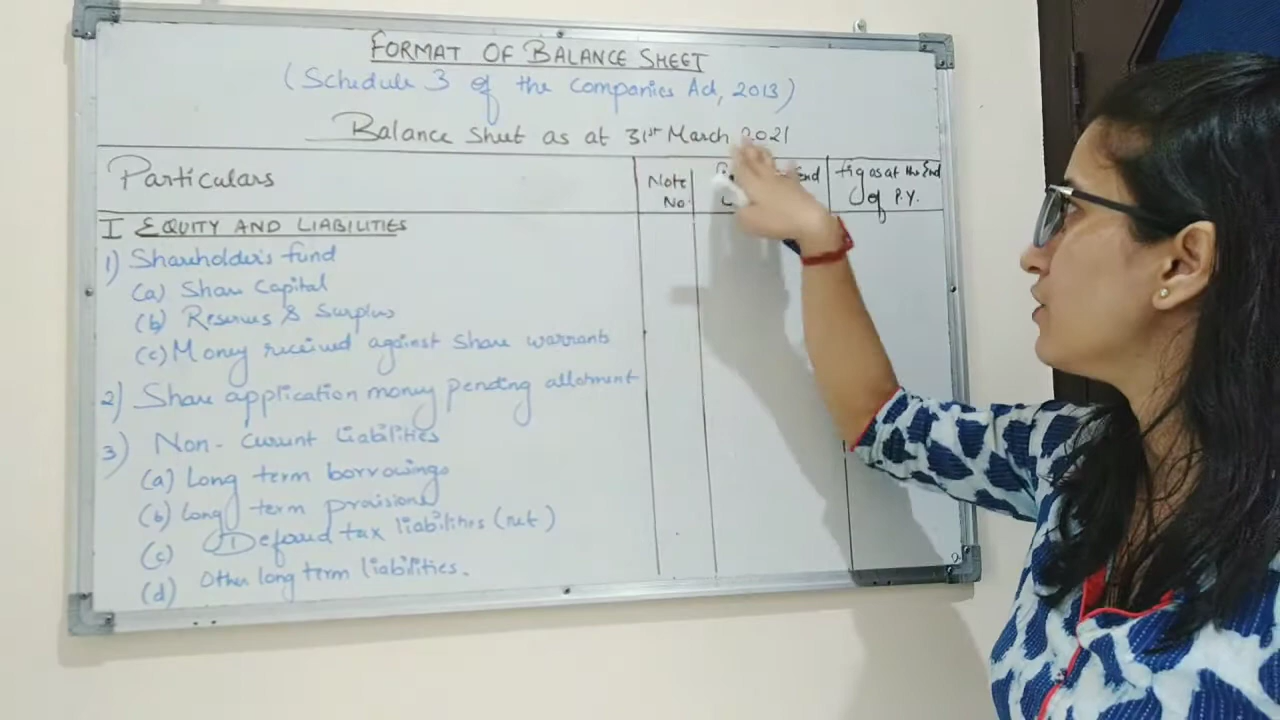 FORMAT OF BALANCE SHEET
(Schedule 3 of the Companies Act, 2013)
Balance Sheet as at 31st March 2021
Particulars
Note No.
End
fig as at the End of P.Y.
I EQUITY AND LIABILITIES
1) Shareholder's fund
(a) Share Capital
(b) Reserves & Surplus
(c) Money received against share warrants
2) Share application money pending allotment
3) Non-Current Liabilities
(a) Long term borrowings
(b) Long term provisions
(c) Deferred tax liabilities (net)
(d) Other long term liabilities.